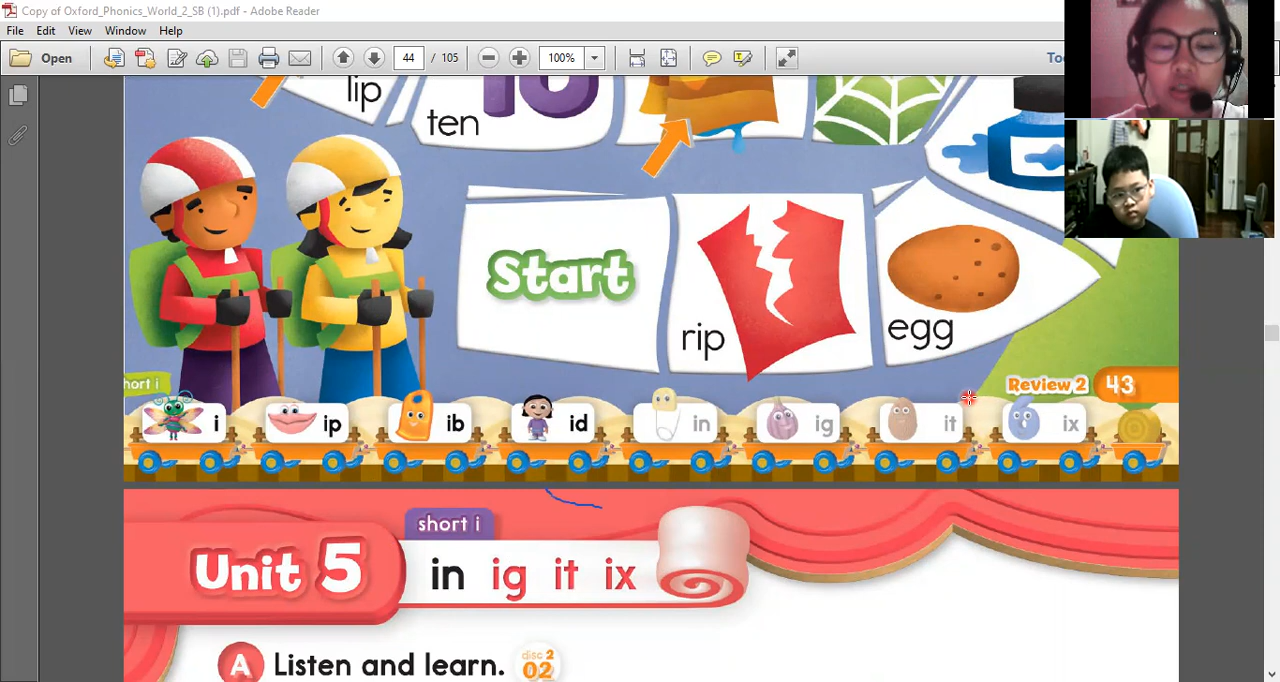 Copy of Oxford_Phonics_World_2_SB (1).pdf - Adobe Reader
File Edit View Window Help
Open 44 / 105 100%
lip
ten
10
Start
rip
egg
hort i
Review 2 43
i ip ib id in ig it ix
short i
Unit 5 in ig it ix
A Listen and learn. disc 2 02